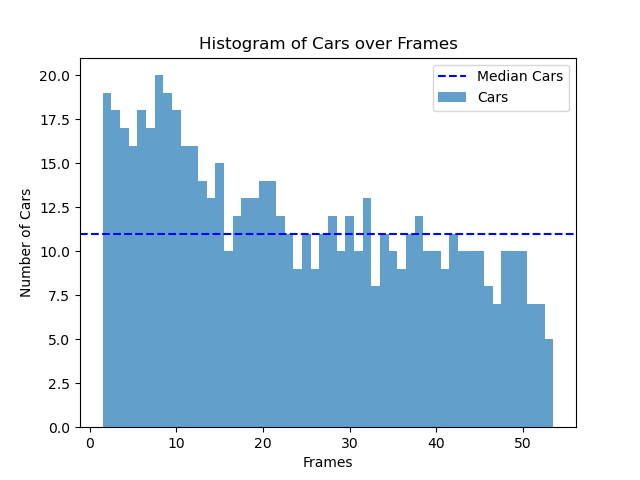 Histogram of Cars over Frames
Median Cars
Cars
20.0
17.5
15.0
12.5
10.0
7.5
5.0
2.5
0.0
Number of Cars
0 10 20 30 40 50
Frames